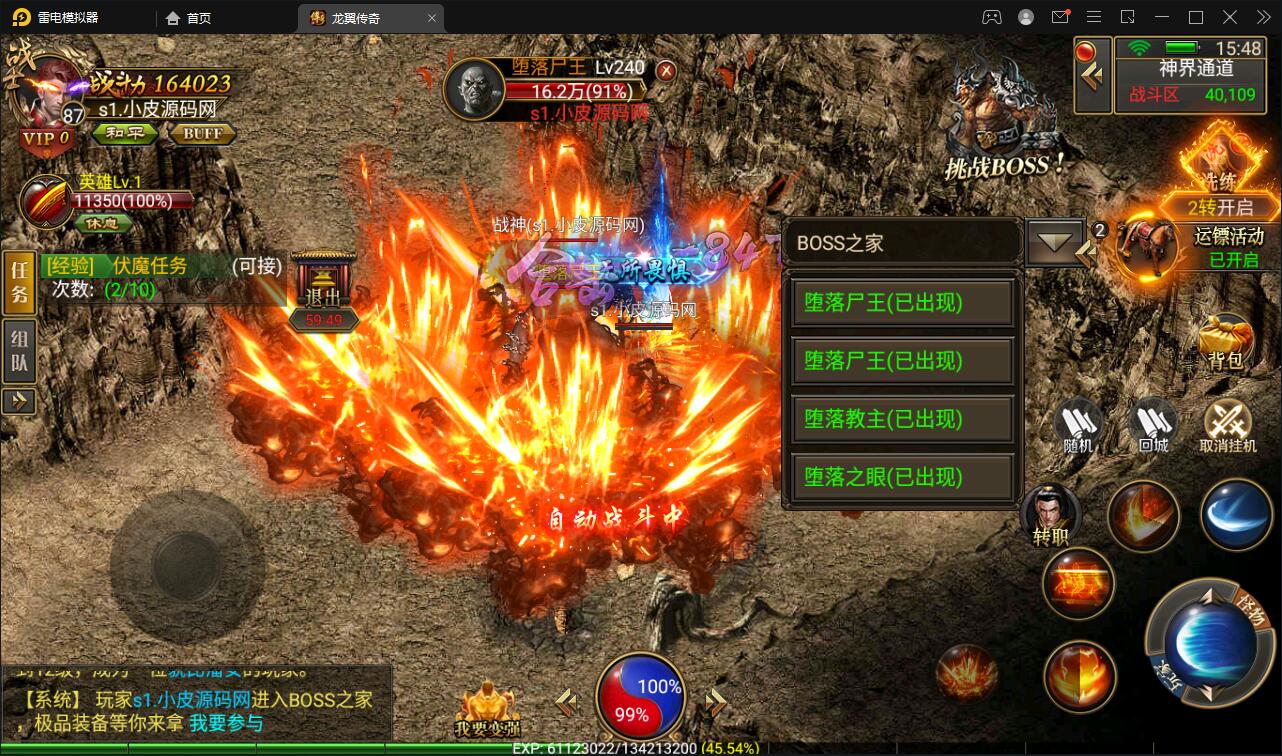 雷电模拟器
首页
龙翼传奇
战士
战斗力 164023
s1.小皮源码网
87
VIP 0
和平
BUFF
英雄Lv.1
11350(100%)
休息
堕落尸王 Lv240
16.2万(91%)
s1.小皮源码网
挑战BOSS！
15:48
神界通道
战斗区 40,109
洗练
2转开启
2
运镖活动
已开启
任务
组队
[经验] 伏魔任务 (可接)
次数: (2/10)
退出
59:49
战神(s1.小皮源码网)
堕落尸王
无所畏惧
s1.小皮源码网
BOSS之家
堕落尸王(已出现)
堕落尸王(已出现)
堕落教主(已出现)
堕落之眼(已出现)
背包
随机
回城
取消挂机
转职
怪物
玩家
自动战斗中
【系统】 玩家s1.小皮源码网进入BOSS之家
，极品装备等你来拿 我要参与
我要变强
100%
99%
EXP: 61123022/134213200 (45.54%)